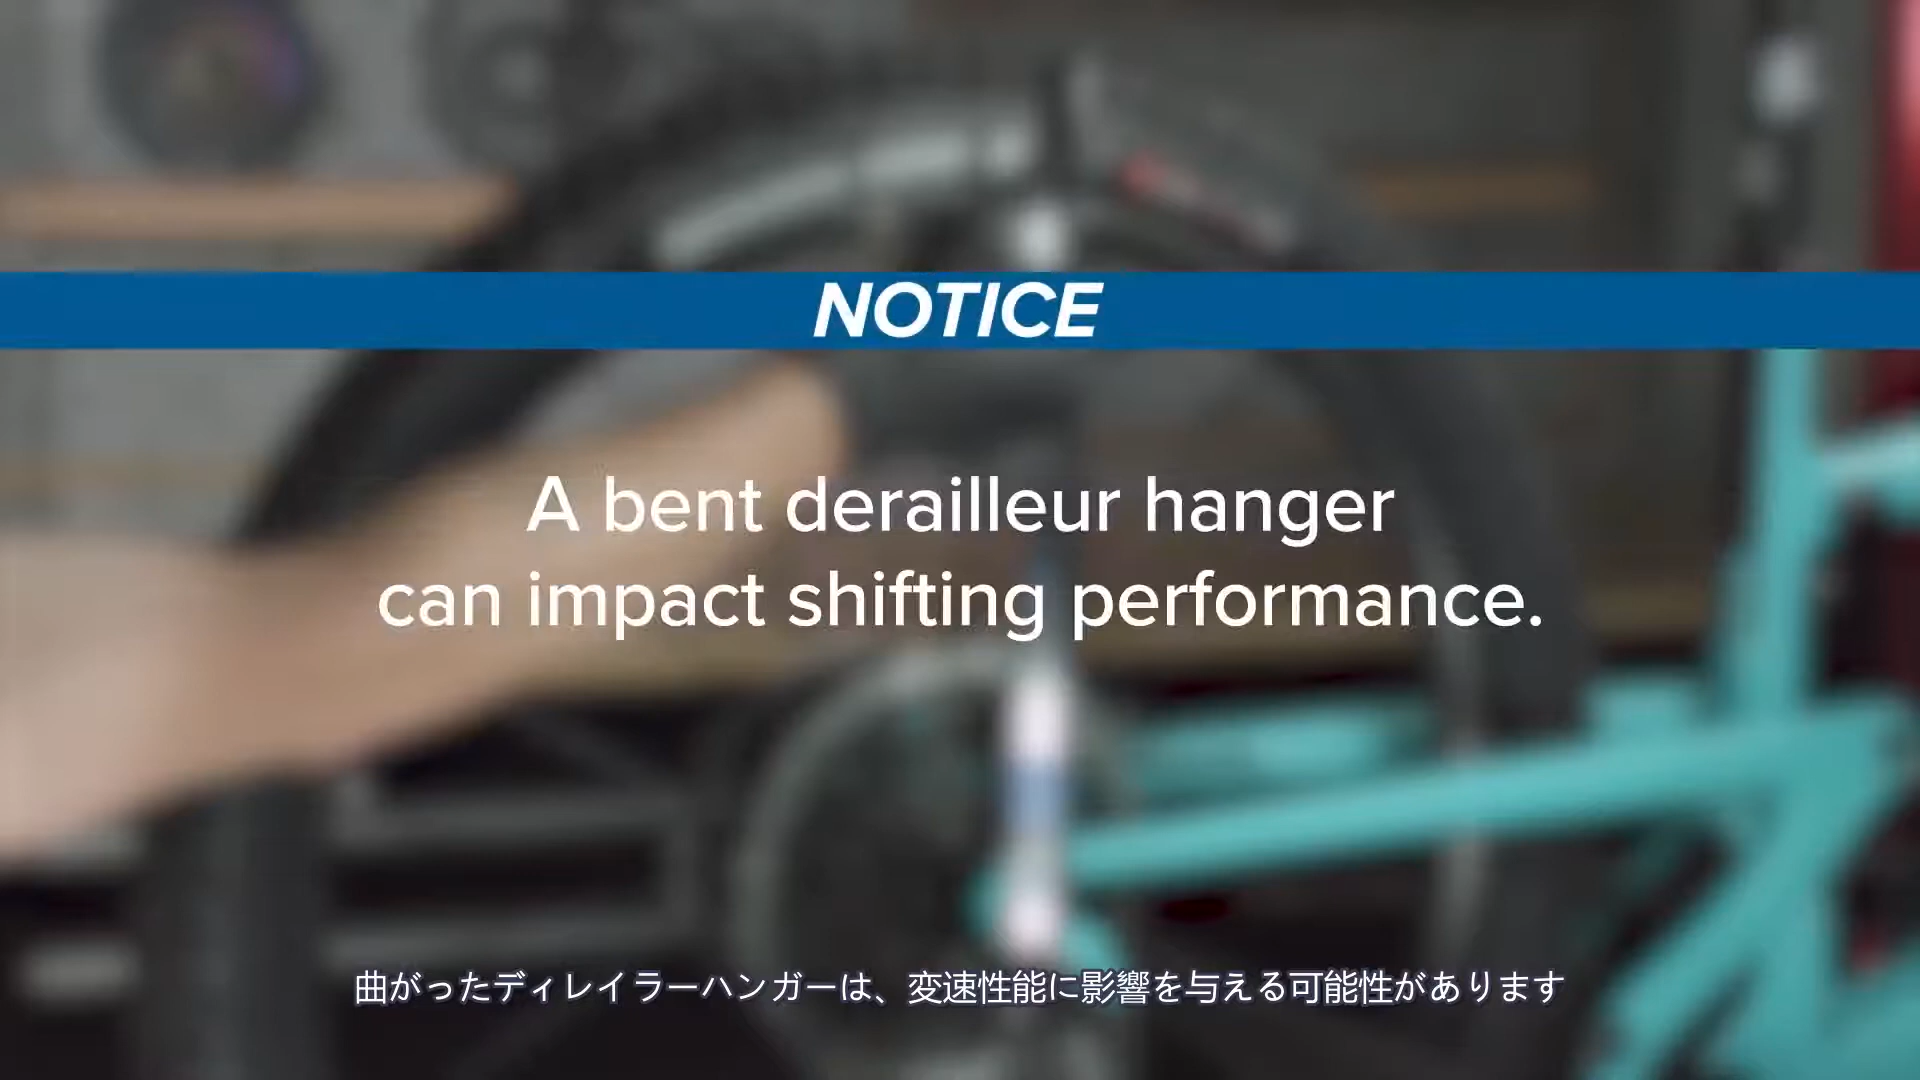 NOTICE
A bent derailleur hanger
can impact shifting performance.
曲がったディレイラーハンガーは、変速性能に影響を与える可能性があります